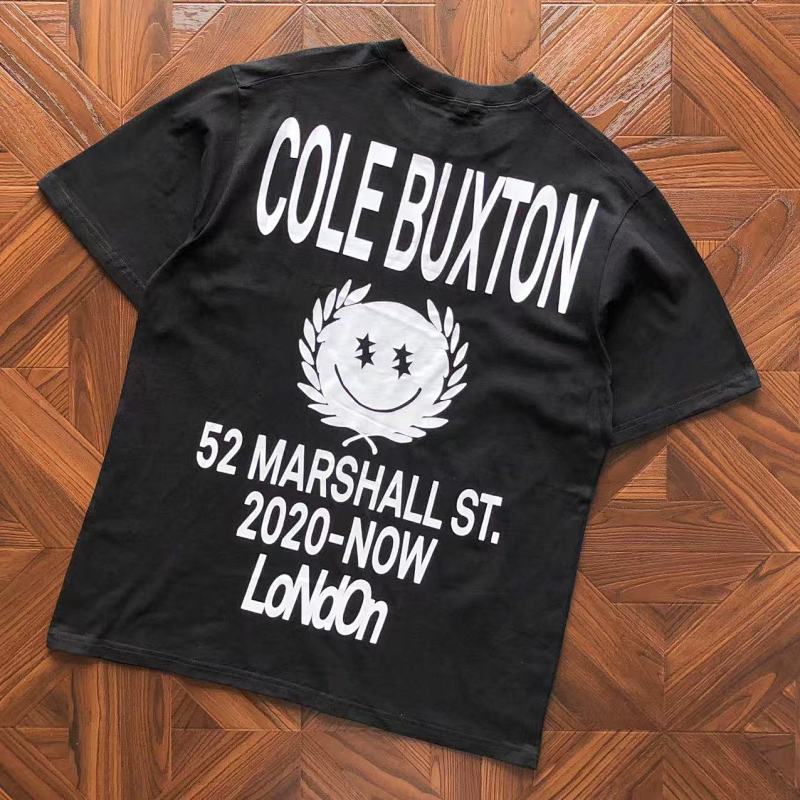 COLE BUXTON
52 MARSHALL ST.
2020-NOW
LoNdOn